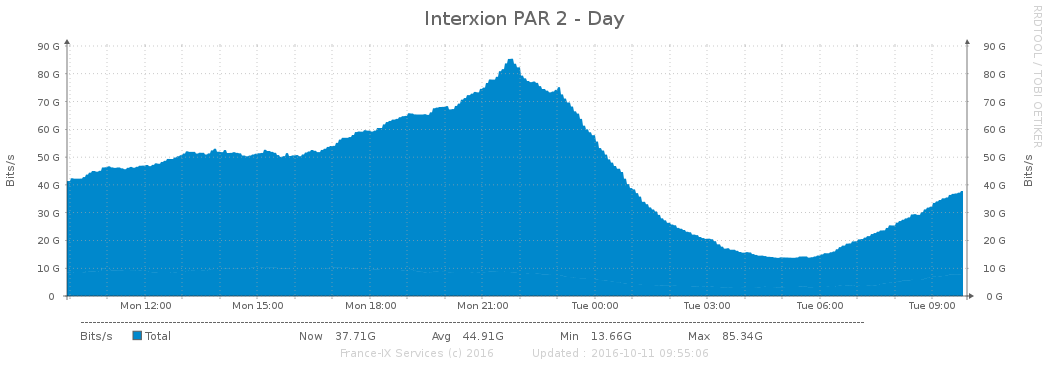 Interxion PAR 2 - Day
RRDTOOL / TOBI OETIKER
Bits/s
90 G
80 G
70 G
60 G
50 G
40 G
30 G
20 G
10 G
0
90 G
80 G
70 G
60 G
50 G
40 G
30 G
20 G
10 G
0 G
Bits/s
Mon 12:00 Mon 15:00 Mon 18:00 Mon 21:00 Tue 00:00 Tue 03:00 Tue 06:00 Tue 09:00
Bits/s Total Now 37.71G Avg 44.91G Min 13.66G Max 85.34G
France-IX Services (c) 2016 Updated : 2016-10-11 09:55:06